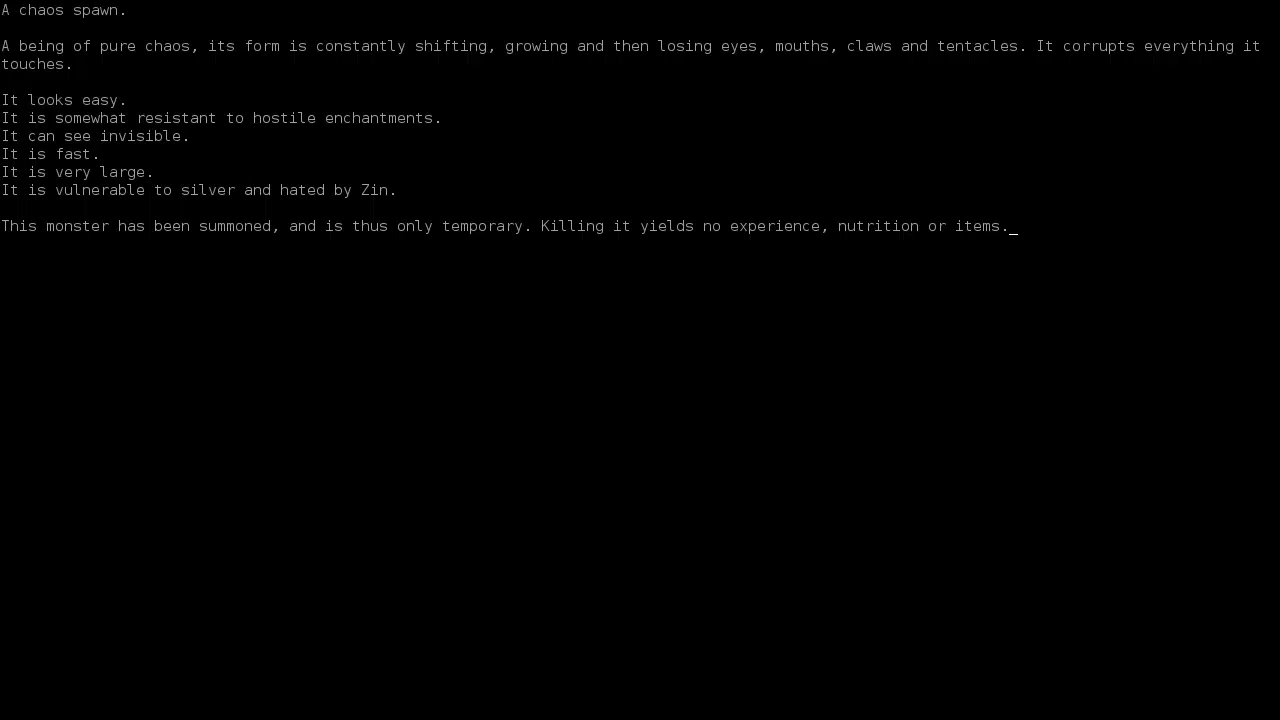 A chaos spawn.
A being of pure chaos, its form is constantly shifting, growing and then losing eyes, mouths, claws and tentacles. It corrupts everything it
touches.
It looks easy.
It is somewhat resistant to hostile enchantments.
It can see invisible.
It is fast.
It is very large.
It is vulnerable to silver and hated by Zin.
This monster has been summoned, and is thus only temporary. Killing it yields no experience, nutrition or items._